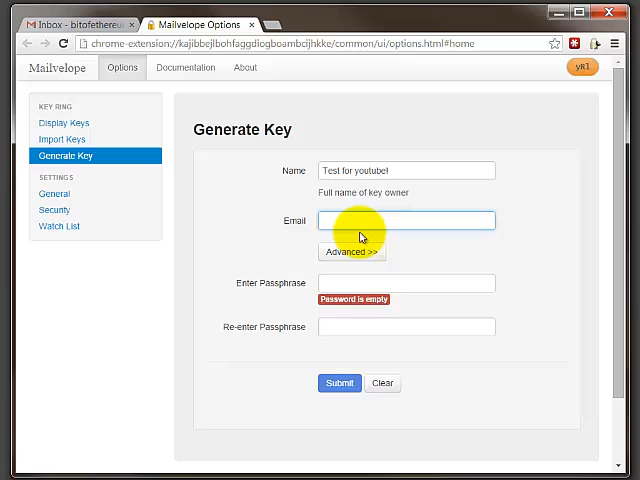 Inbox - bitofethereu
Mailvelope Options
chrome-extension://kajibbejlbohfaggdiogboambcijhkke/common/ui/options.html#home
Mailvelope
Options
Documentation
About
yRl
KEY RING
Display Keys
Import Keys
Generate Key
SETTINGS
General
Security
Watch List
Generate Key
Name
Test for youtube!
Full name of key owner
Email
Advanced >>
Enter Passphrase
Password is empty
Re-enter Passphrase
Submit
Clear